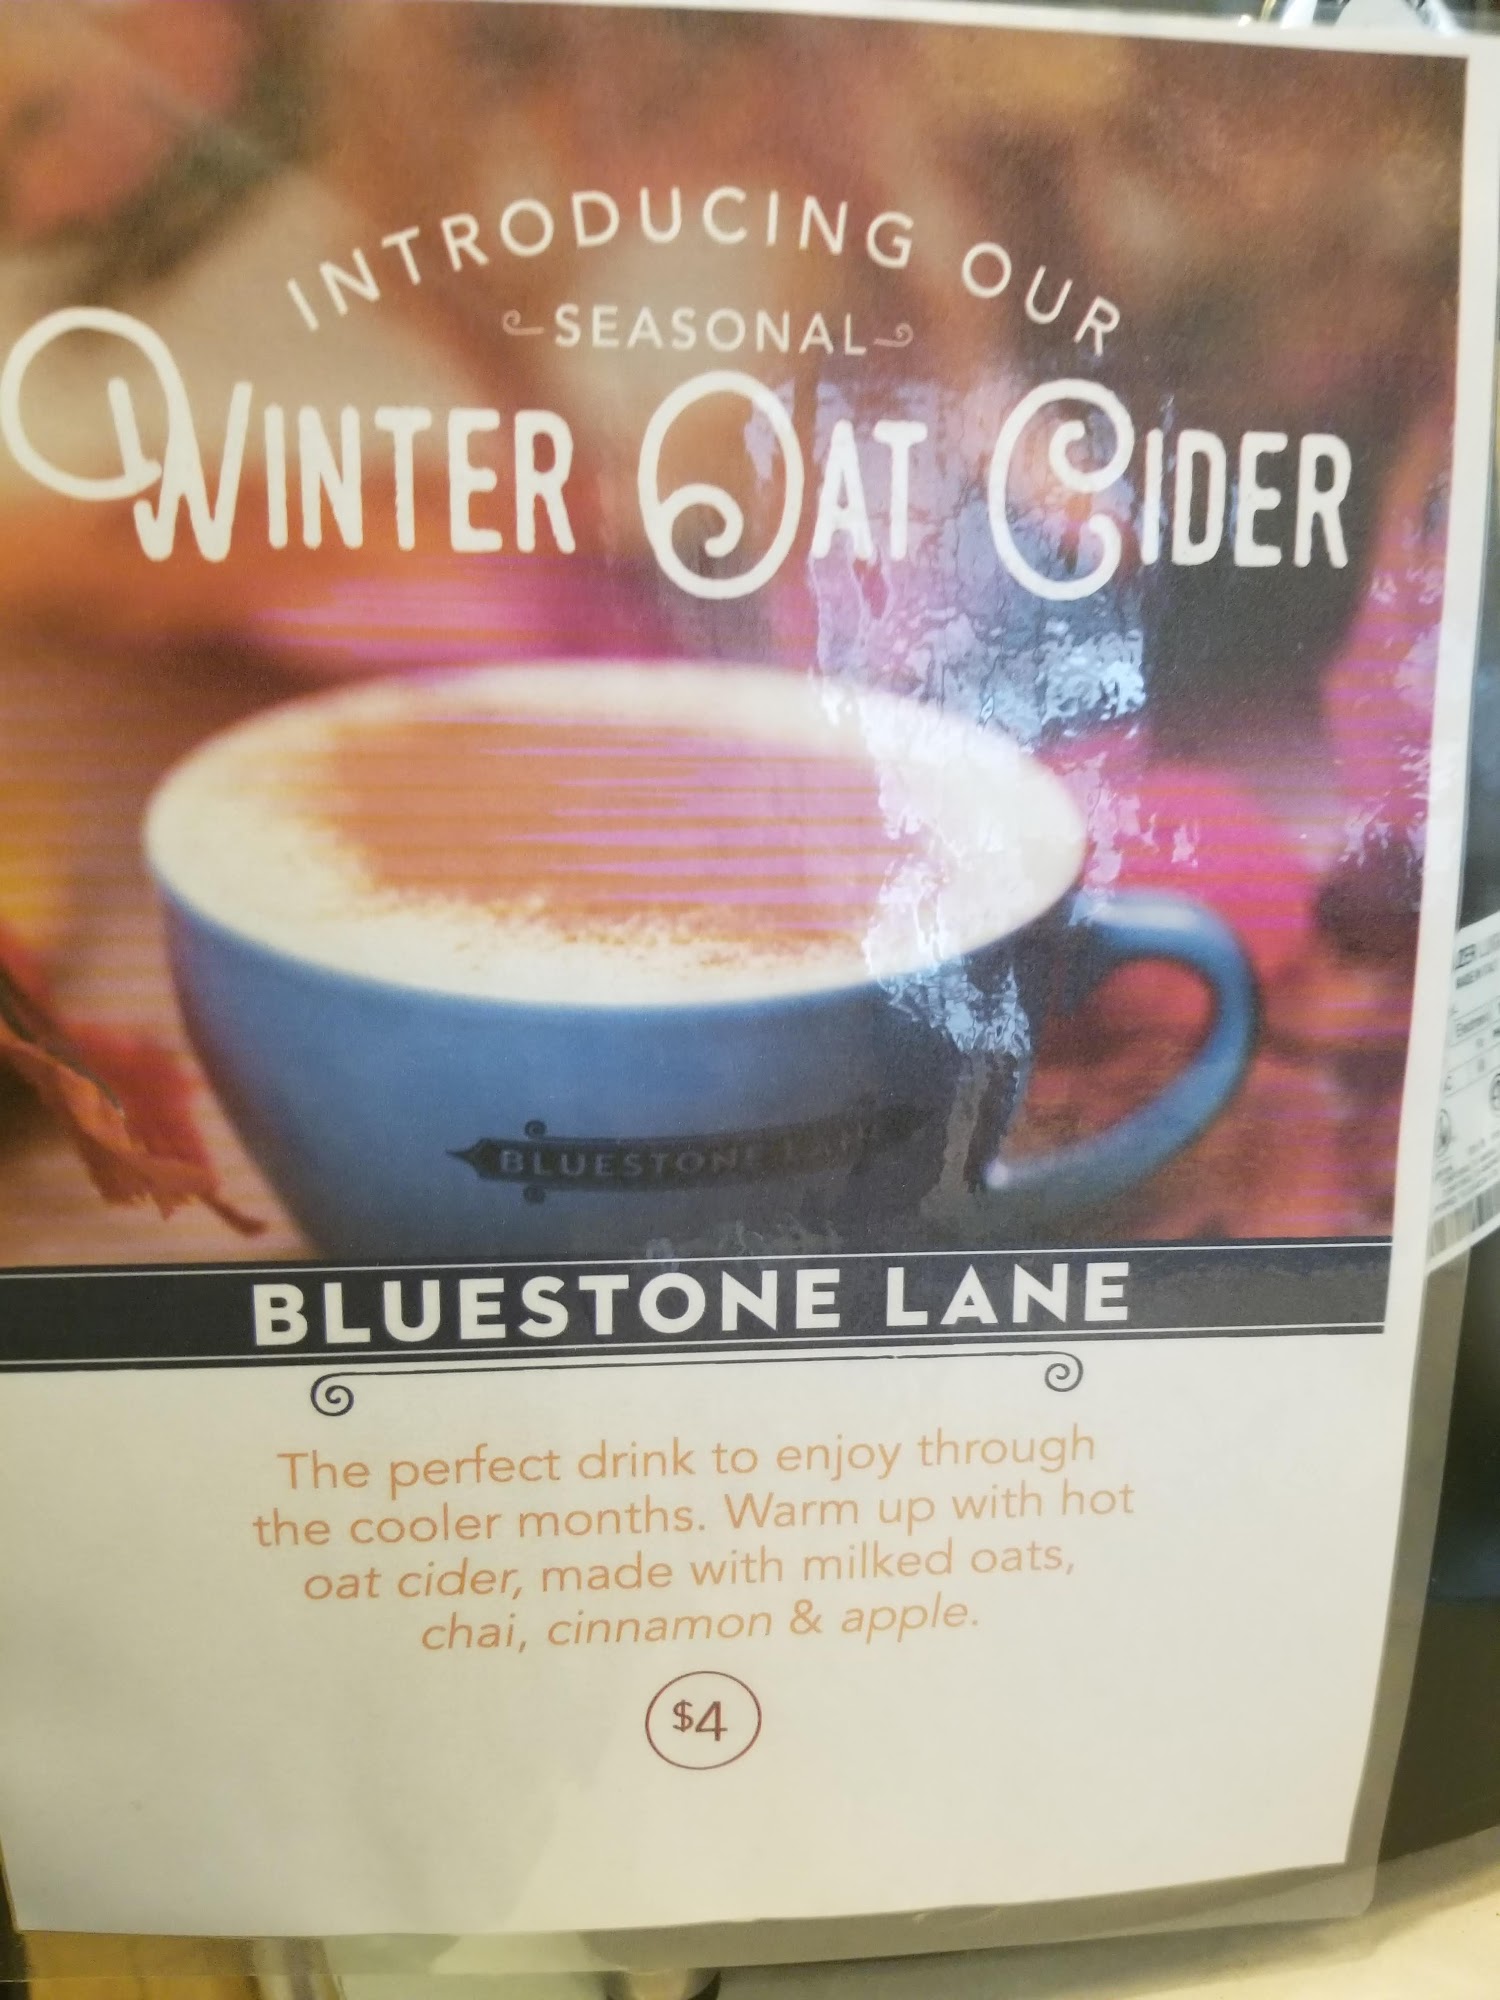 INTRODUCING OUR
SEASONAL
WINTER OAT CIDER
BLUESTONE LANE
BLUESTONE LANE
The perfect drink to enjoy through
the cooler months. Warm up with hot
oat cider, made with milked oats,
chai, cinnamon & apple.
$4